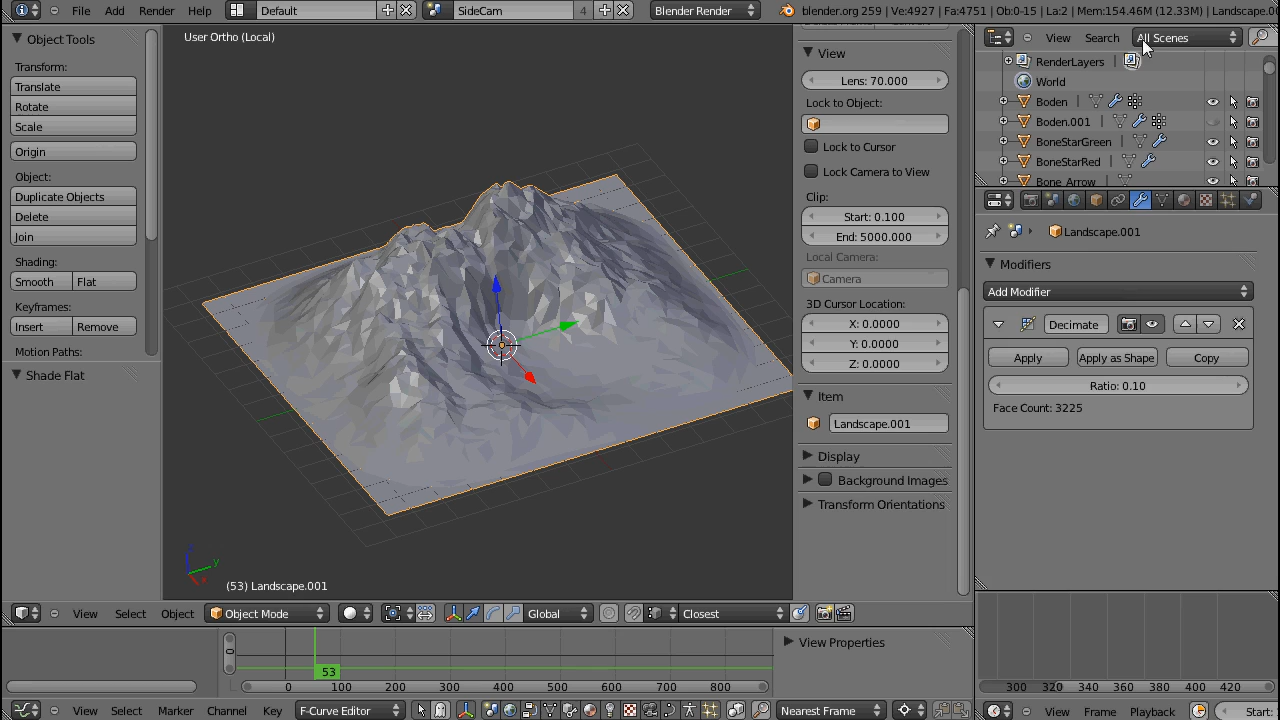 File Add Render Help Default SideCam 4 Blender Render blender.org 259 | Ve:4927 | Fa:4751 | Ob:0-15 | La:2 | Mem:154.46M (12.33M) | Landscape.0
Object Tools
Transform:
Translate
Rotate
Scale
Origin
Object:
Duplicate Objects
Delete
Join
Shading:
Smooth Flat
Keyframes:
Insert Remove
Motion Paths:
Shade Flat
User Ortho (Local)
z
y
x
(53) Landscape.001
View
Lens: 70.000
Lock to Object:
Lock to Cursor
Lock Camera to View
Clip:
Start: 0.100
End: 5000.000
Local Camera:
Camera
3D Cursor Location:
X: 0.0000
Y: 0.0000
Z: 0.0000
Item
Landscape.001
Display
Background Images
Transform Orientations
View Search All Scenes
RenderLayers |
World
Boden |
Boden.001 |
BoneStarGreen |
BoneStarRed |
Bone_Arrow |
Landscape.001
Modifiers
Add Modifier
Decimate
Apply Apply as Shape Copy
Ratio: 0.10
Face Count: 3225
View Select Object Object Mode Global Closest
53
0 100 200 300 400 500 600 700 800
View Properties
View Select Marker Channel Key F-Curve Editor Nearest Frame
300 320 340 360 380 400 420
View Frame Playback Start: